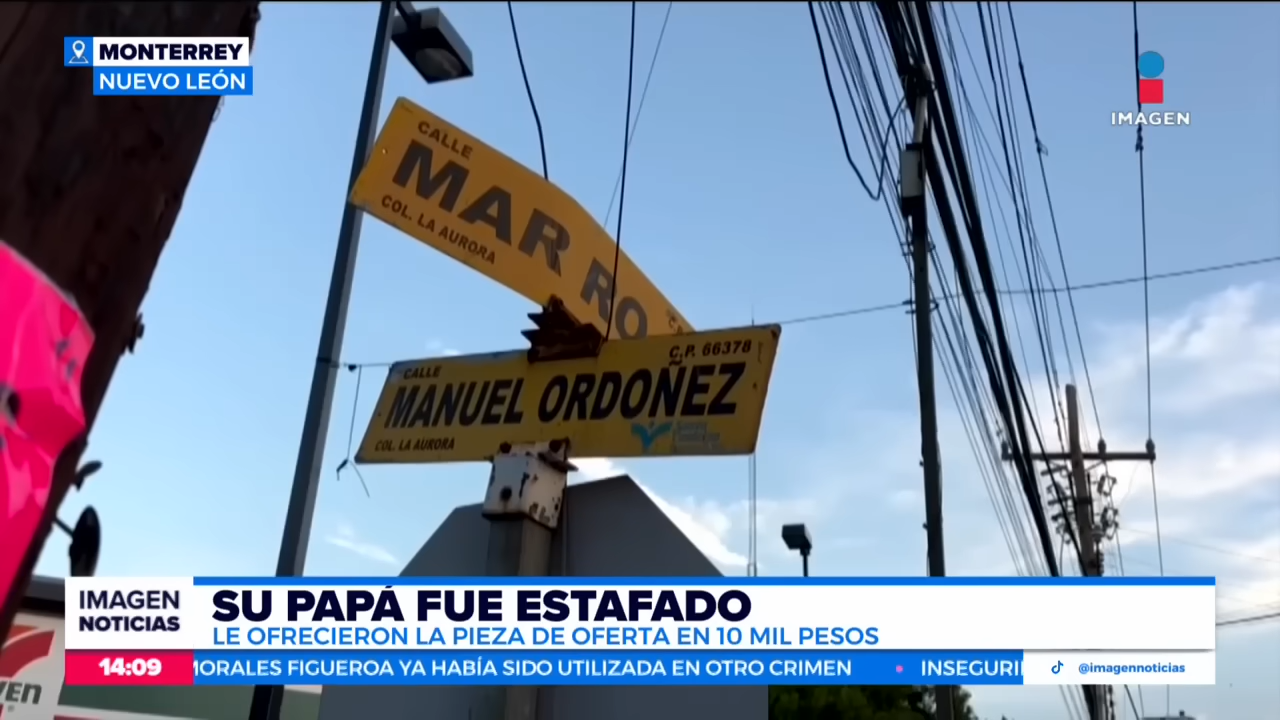 MONTERREY
NUEVO LEÓN
IMAGEN
CALLE
MAR RO
COL. LA AURORA
C.P. 66378
CALLE
MANUEL ORDOÑEZ
COL. LA AURORA
IMAGEN
NOTICIAS
SU PAPÁ FUE ESTAFADO
LE OFRECIERON LA PIEZA DE OFERTA EN 10 MIL PESOS
14:09
MORALES FIGUEROA YA HABÍA SIDO UTILIZADA EN OTRO CRIMEN • INSEGURI
@imagennoticias